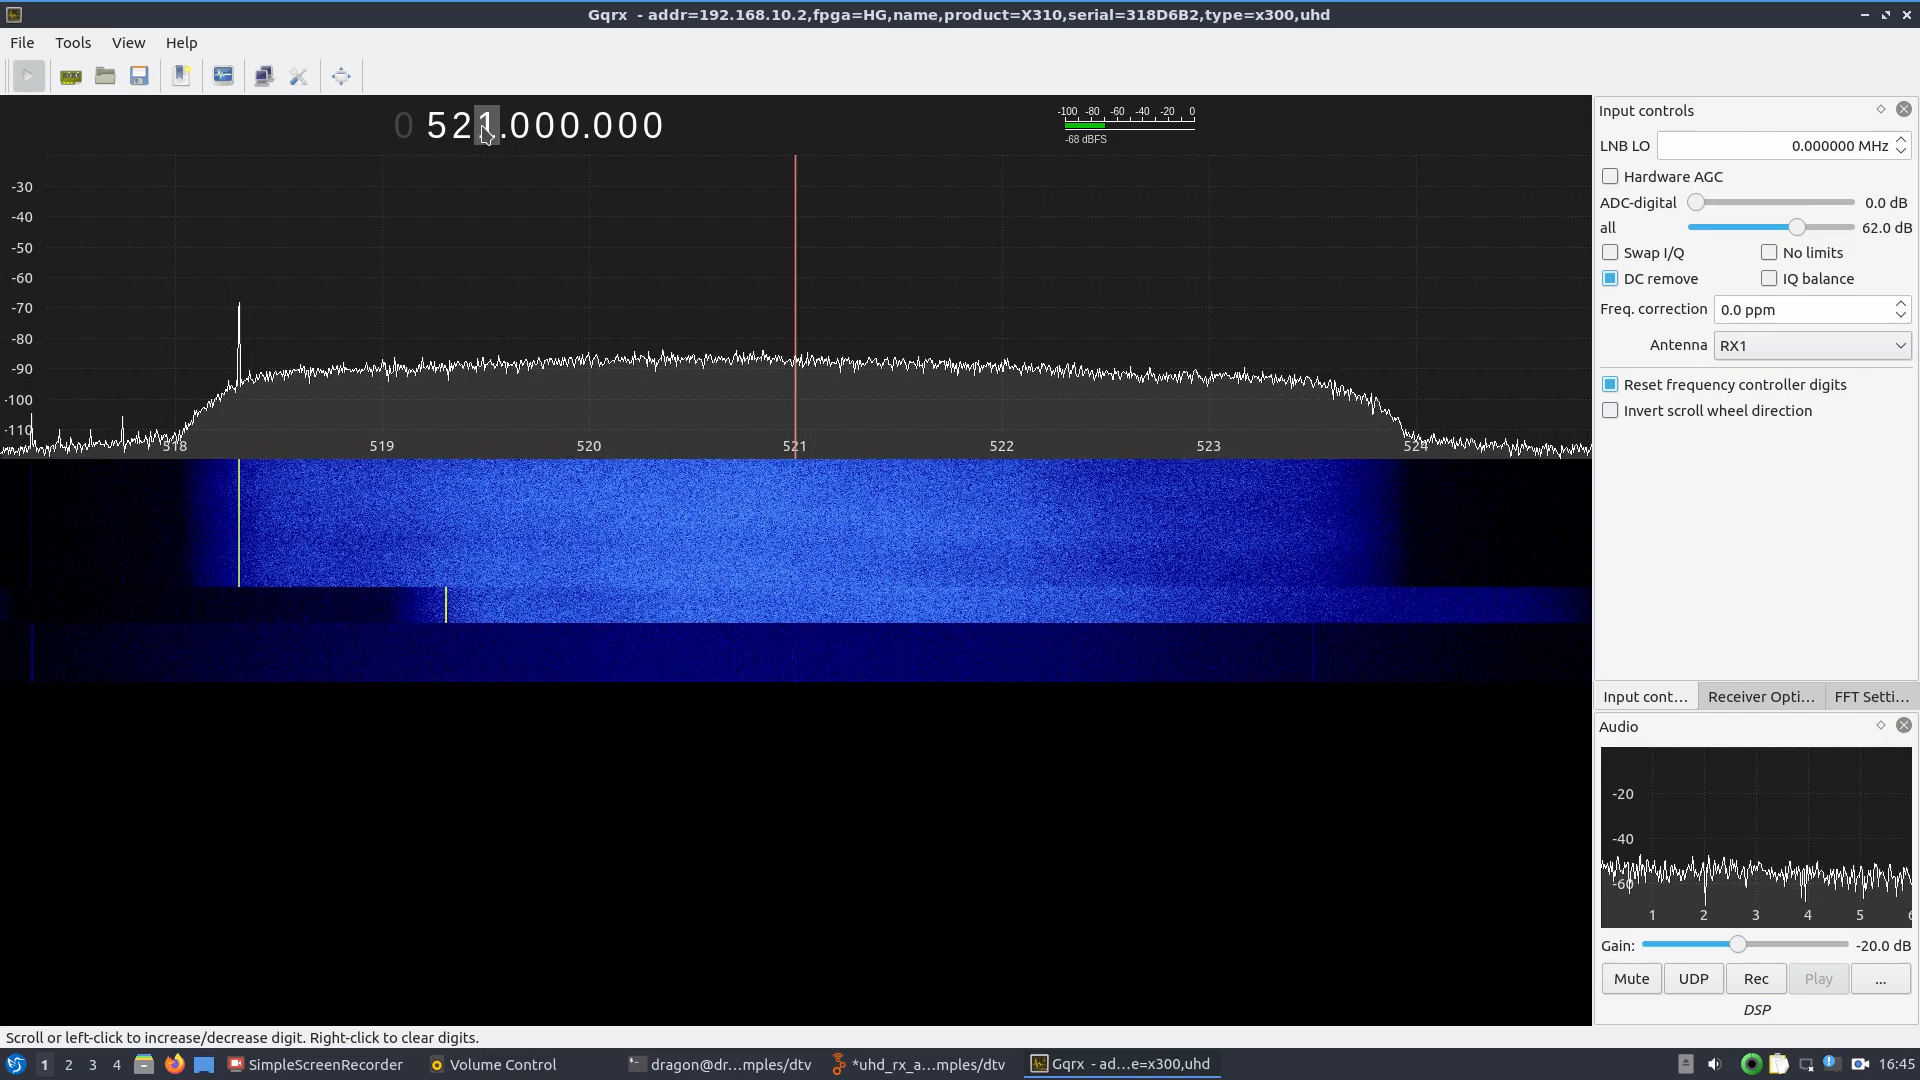 Gqrx - addr=192.168.10.2,fpga=HG,name,product=X310,serial=318D6B2,type=x300,uhd
File Tools View Help
0 521.000.000
-100 -80 -60 -40 -20 0
-68 dBFS
-30
-40
-50
-60
-70
-80
-90
-100
-110
518 519 520 521 522 523 524
Input controls
LNB LO 0.000000 MHz
Hardware AGC
ADC-digital 0.0 dB
all 62.0 dB
Swap I/Q No limits
DC remove IQ balance
Freq. correction 0.0 ppm
Antenna RX1
Reset frequency controller digits
Invert scroll wheel direction
Input cont... Receiver Opti... FFT Setti...
Audio
-20
-40
-60
1 2 3 4 5 6
Gain: -20.0 dB
Mute UDP Rec Play ...
DSP
Scroll or left-click to increase/decrease digit. Right-click to clear digits.
1 2 3 4 SimpleScreenRecorder Volume Control dragon@dr...mples/dtv *uhd_rx_a...mples/dtv Gqrx - ad...e=x300,uhd 16:45